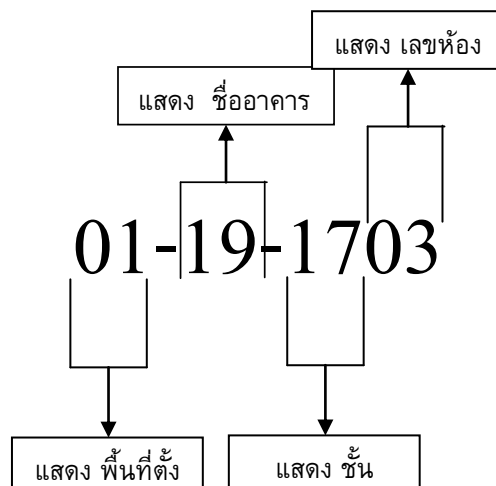 แสดง เลขห้อง
แสดง ชื่ออาคาร
01-19-1703
แสดง พื้นที่ตั้ง
แสดง ชั้น